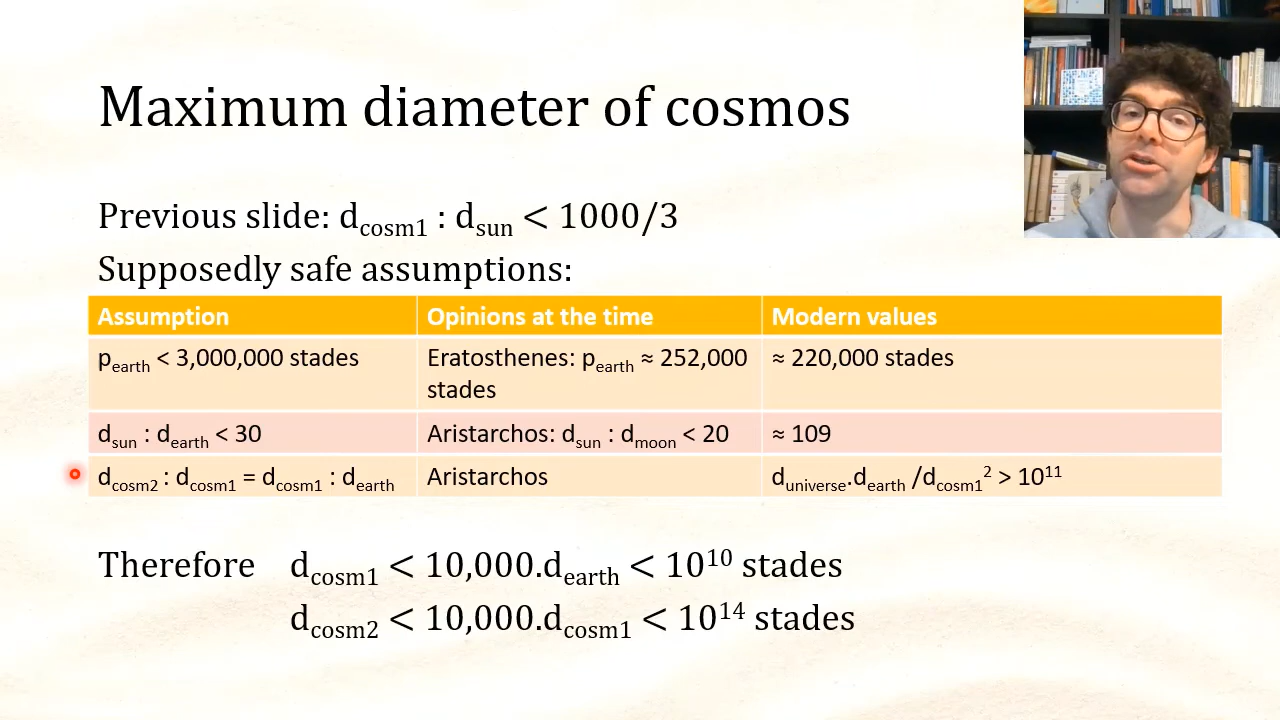 Maximum diameter of cosmos
Previous slide: d_cosm1 : d_sun < 1000/3
Supposedly safe assumptions:
Assumption	Opinions at the time	Modern values
p_earth < 3,000,000 stades	Eratosthenes: p_earth ≈ 252,000 stades	≈ 220,000 stades
d_sun : d_earth < 30	Aristarchos: d_sun : d_moon < 20	≈ 109
d_cosm2 : d_cosm1 = d_cosm1 : d_earth	Aristarchos	d_universe.d_earth /d_cosm1² > 10¹¹
Therefore d_cosm1 < 10,000.d_earth < 10¹⁰ stades
d_cosm2 < 10,000.d_cosm1 < 10¹⁴ stades